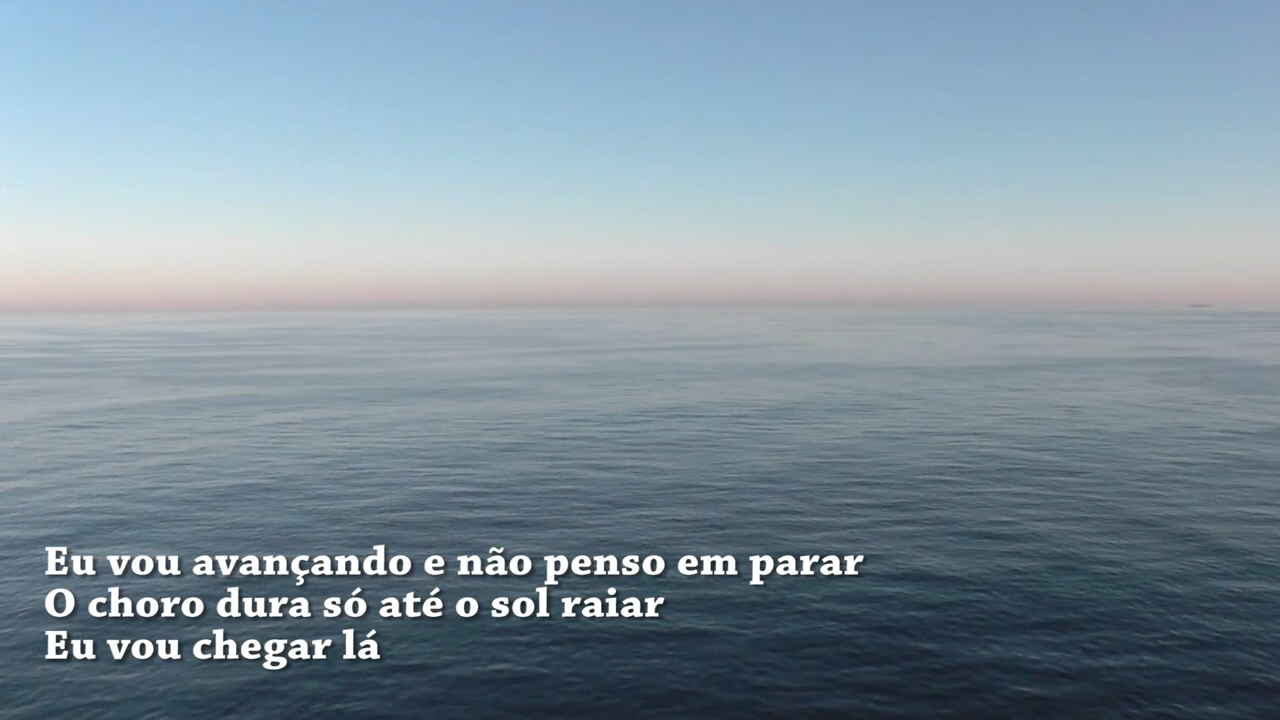 Eu vou avançando e não penso em parar
O choro dura só até o sol raiar
Eu vou chegar lá